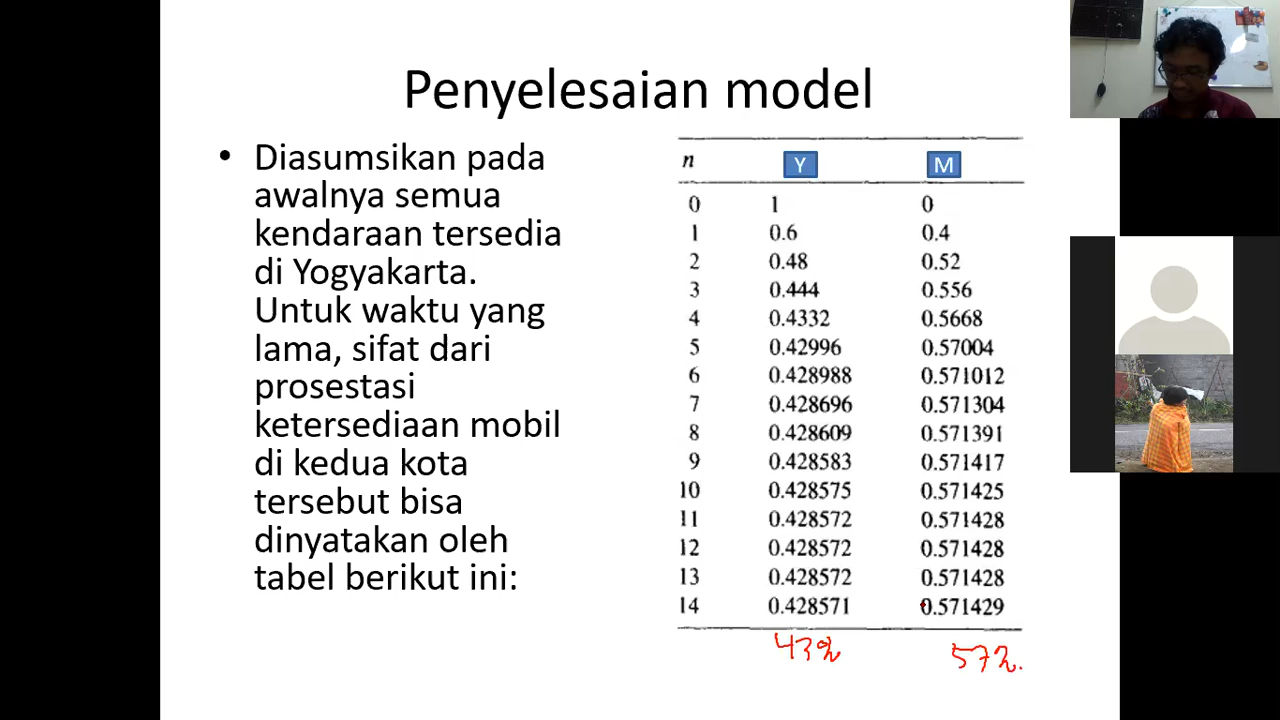 Penyelesaian model
• Diasumsikan pada
awalnya semua
kendaraan tersedia
di Yogyakarta.
Untuk waktu yang
lama, sifat dari
prosestasi
ketersediaan mobil
di kedua kota
tersebut bisa
dinyatakan oleh
tabel berikut ini:
n Y M
0 1 0
1 0.6 0.4
2 0.48 0.52
3 0.444 0.556
4 0.4332 0.5668
5 0.42996 0.57004
6 0.428988 0.571012
7 0.428696 0.571304
8 0.428609 0.571391
9 0.428583 0.571417
10 0.428575 0.571425
11 0.428572 0.571428
12 0.428572 0.571428
13 0.428572 0.571428
14 0.428571 0.571429
43% 57%.